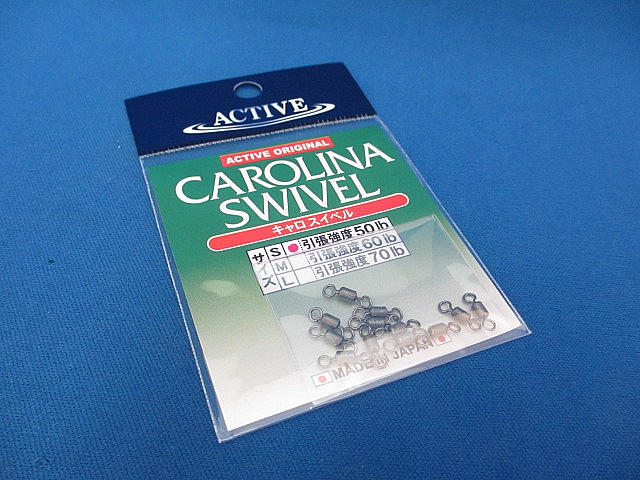 ACTIVE
ACTIVE ORIGINAL
CAROLINA
SWIVEL
キャロスイベル
サイズ
S 引張強度50lb
M 引張強度60lb
L 引張強度70lb
MADE IN JAPAN